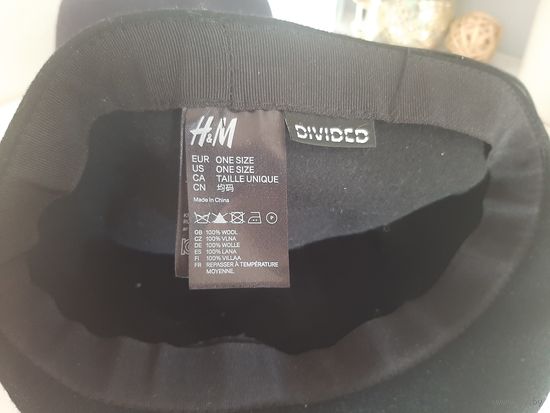 H&M
DIVIDED
EUR ONE SIZE
US ONE SIZE
CA TAILLE UNIQUE
CN 均码
Made in China
P
GB 100% WOOL
CZ 100% VLNA
DE 100% WOLLE
ES 100% LANA
FI 100% VILLAA
FR REPASSER À TEMPÉRATURE
MOYENNE.